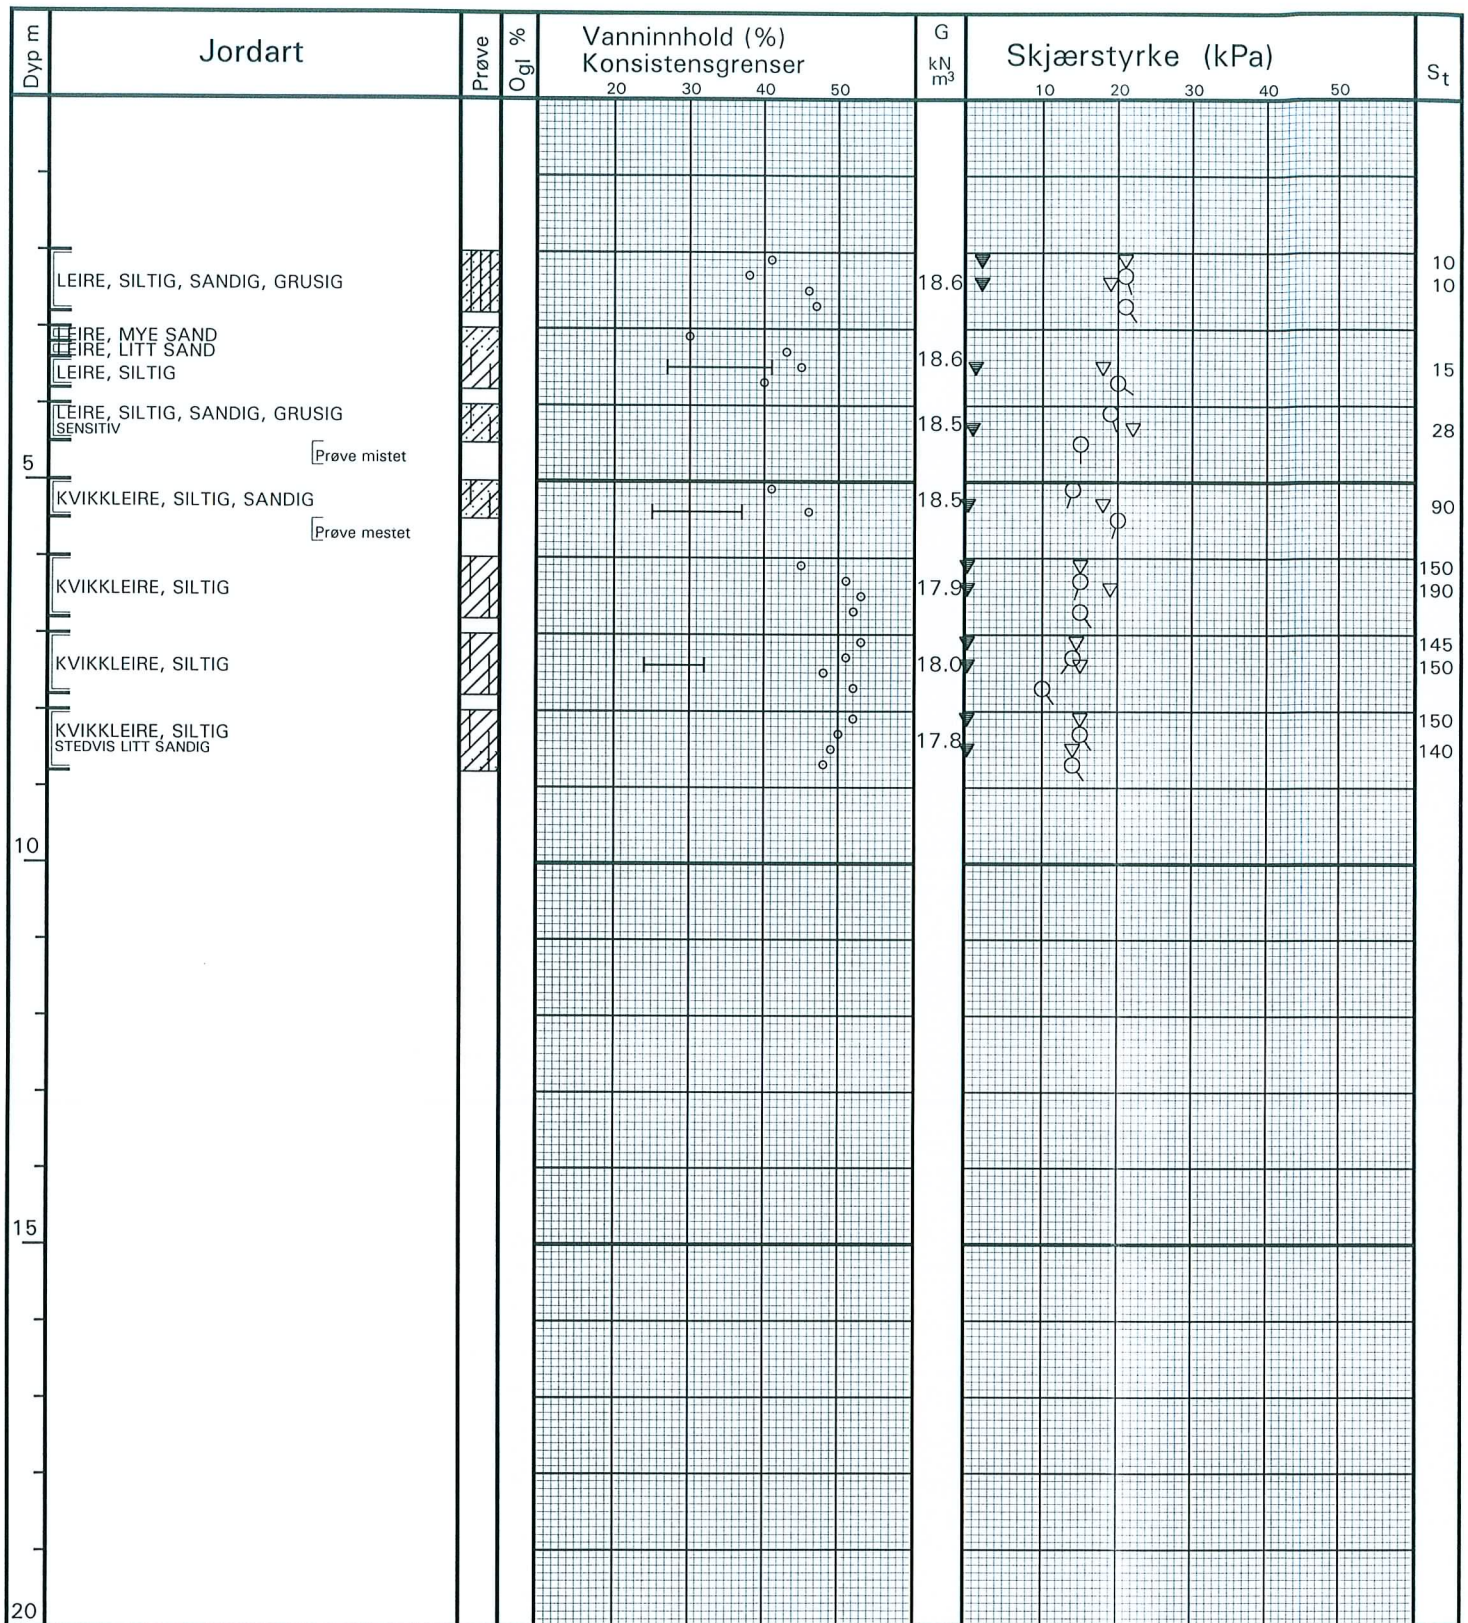 Dyp m
Jordart
Prøve
Ogl %
Vanninnhold (%)
Konsistensgrenser
20 30 40 50
G
kN
m³
Skjærstyrke (kPa)
10 20 30 40 50
St
10
LEIRE, SILTIG, SANDIG, GRUSIG 18.6 10
LEIRE, MYE SAND
LEIRE, LITT SAND
18.6
LEIRE, SILTIG 15
LEIRE, SILTIG, SANDIG, GRUSIG
18.5
SENSITIV 28
Prøve mistet
5
KVIKKLEIRE, SILTIG, SANDIG 18.5
90
Prøve mestet
150
KVIKKLEIRE, SILTIG 17.9 190
145
KVIKKLEIRE, SILTIG 18.0 150
150
KVIKKLEIRE, SILTIG
17.8
STEDVIS LITT SANDIG 140
10
15
20